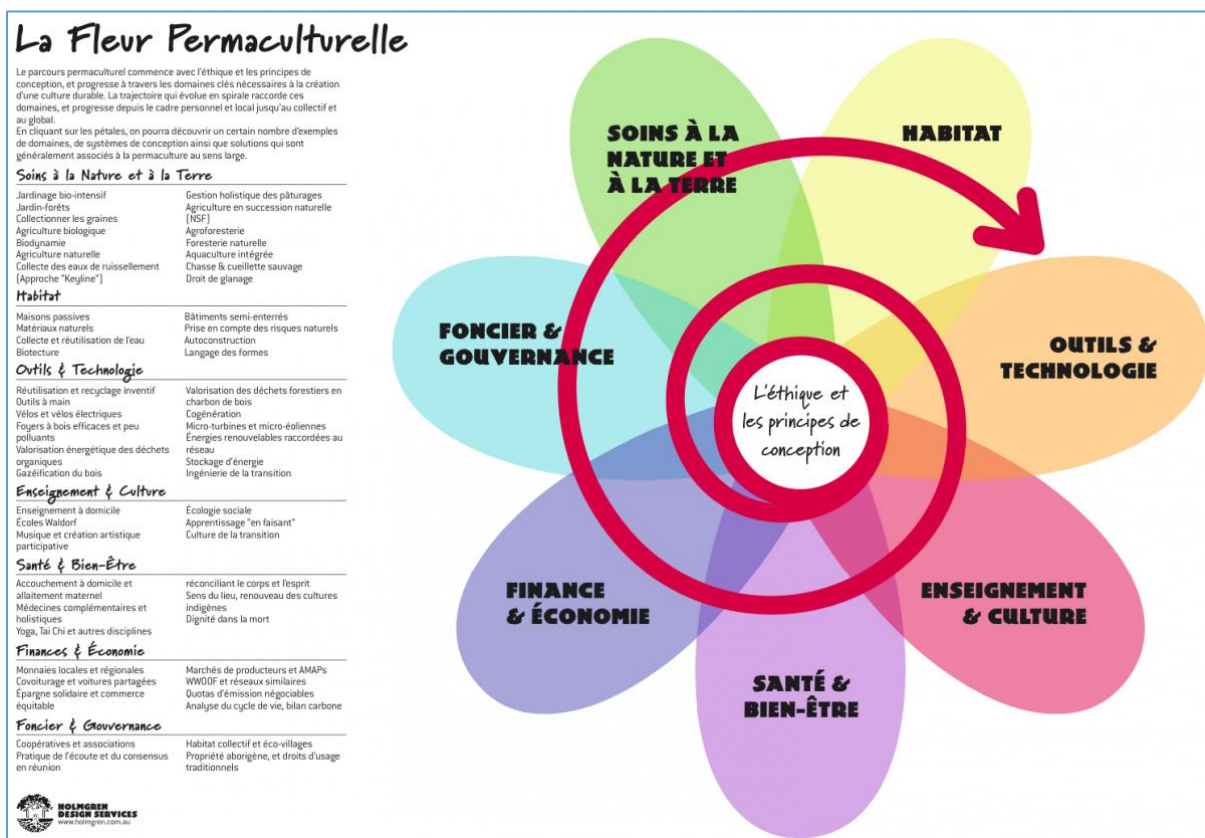 La Fleur Permaculturelle
Le parcours permaculturel commence avec l'éthique et les principes de
conception, et progresse à travers les domaines clés nécessaires à la création
d'une culture durable. La trajectoire qui évolue en spirale raccorde ces
domaines, et progresse depuis le cadre personnel et local jusqu'au collectif et
au global.
En cliquant sur les pétales, on pourra découvrir un certain nombre d'exemples
de domaines, de systèmes de conception ainsi que solutions qui sont
généralement associés à la permaculture au sens large.
Soins à la Nature et à la Terre
Jardinage bio-intensif
Jardin-forêts
Collectionner les graines
Agriculture biologique
Biodynamie
Agriculture naturelle
Collecte des eaux de ruissellement
(Approche "Keyline")
Gestion holistique des pâturages
Agriculture en succession naturelle
(NSF)
Agroforesterie
Foresterie naturelle
Aquaculture intégrée
Chasse & cueillette sauvage
Droit de glanage
Habitat
Maisons passives
Matériaux naturels
Collecte et réutilisation de l'eau
Biotecture
Bâtiments semi-enterrés
Prise en compte des risques naturels
Autoconstruction
Langage des formes
Outils & Technologie
Réutilisation et recyclage inventif
Outils à main
Vélos et vélos électriques
Foyers à bois efficaces et peu
polluants
Valorisation énergétique des déchets
organiques
Gazéification du bois
Valorisation des déchets forestiers en
charbon de bois
Cogénération
Micro-turbines et micro-éoliennes
Énergies renouvelables raccordées au
réseau
Stockage d'énergie
Ingénierie de la transition
Enseignement & Culture
Enseignement à domicile
Écoles Waldorf
Musique et création artistique
participative
Écologie sociale
Apprentissage "en faisant"
Culture de la transition
Santé & Bien-Être
Accouchement à domicile et
allaitement maternel
Médecines complémentaires et
holistiques
Yoga, Tai Chi et autres disciplines
réconciliant le corps et l'esprit
Sens du lieu, renouveau des cultures
indigènes
Dignité dans la mort
Finances & Économie
Monnaies locales et régionales
Covoiturage et voitures partagées
Épargne solidaire et commerce
équitable
Marchés de producteurs et AMAPs
WWOOF et réseaux similaires
Quotas d'émission négociables
Analyse du cycle de vie, bilan carbone
Foncier & Gouvernance
Coopératives et associations
Pratique de l'écoute et du consensus
en réunion
Habitat collectif et éco-villages
Propriété aborigène, et droits d'usage
traditionnels
HOLMGREN
DESIGN SERVICES
www.holmgren.com.au
SOINS À LA
NATURE ET
À LA TERRE
HABITAT
OUTILS &
TECHNOLOGIE
ENSEIGNEMENT
& CULTURE
SANTÉ &
BIEN-ÊTRE
FINANCE
& ÉCONOMIE
FONCIER &
GOUVERNANCE
L'éthique et
les principes de
conception